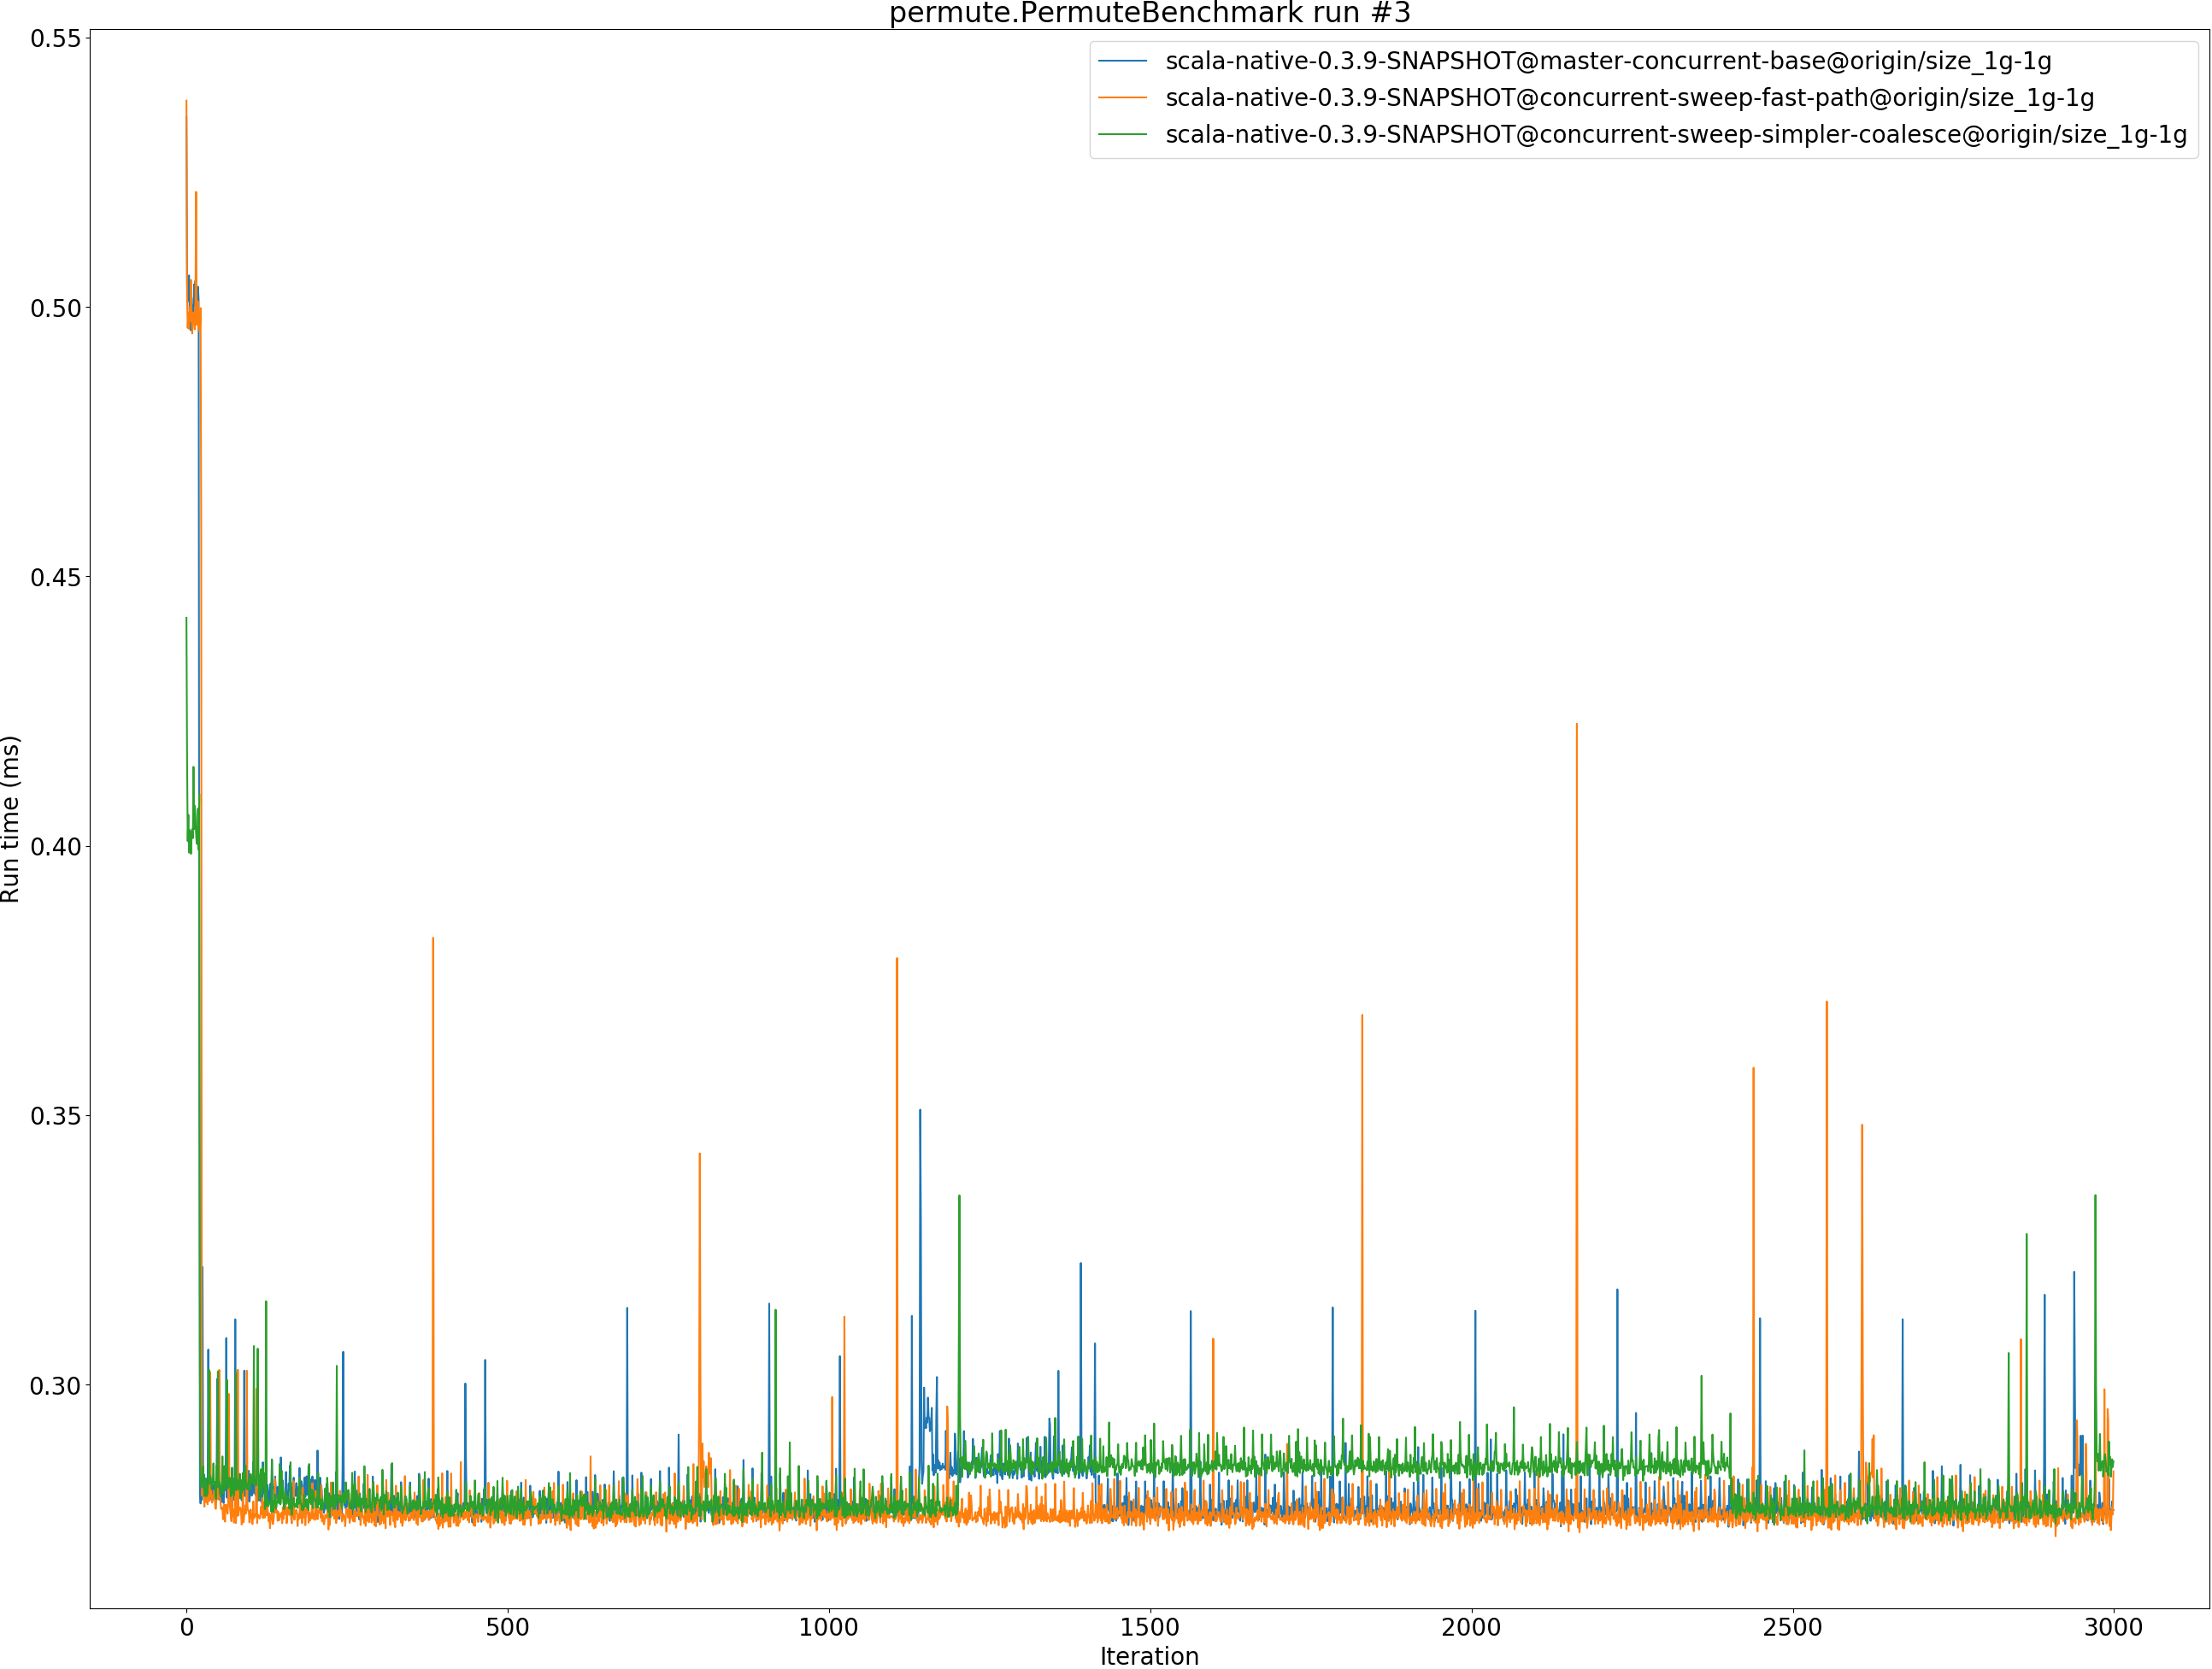 permute.PermuteBenchmark run #3
scala-native-0.3.9-SNAPSHOT@master-concurrent-base@origin/size_1g-1g
scala-native-0.3.9-SNAPSHOT@concurrent-sweep-fast-path@origin/size_1g-1g
scala-native-0.3.9-SNAPSHOT@concurrent-sweep-simpler-coalesce@origin/size_1g-1g
Run time (ms)
0.55
0.50
0.45
0.40
0.35
0.30
0 500 1000 1500 2000 2500 3000
Iteration